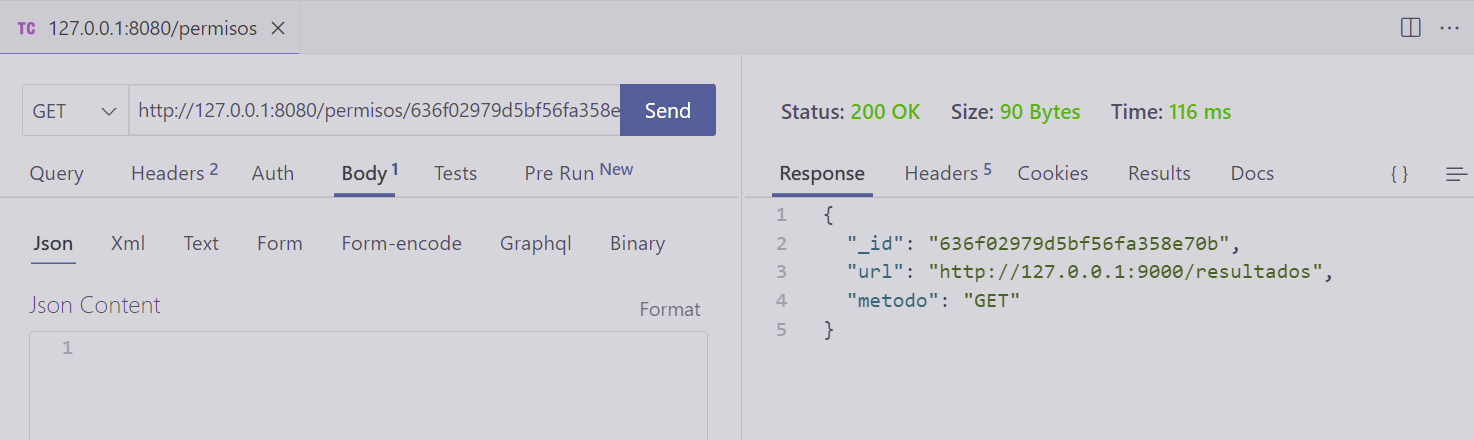 TC 127.0.0.1:8080/permisos
GET http://127.0.0.1:8080/permisos/636f02979d5bf56fa358e Send
Query Headers 2 Auth Body 1 Tests Pre Run New
Json Xml Text Form Form-encode Graphql Binary
Json Content Format
1
Status: 200 OK Size: 90 Bytes Time: 116 ms
Response Headers 5 Cookies Results Docs { }
1 {
2 "_id": "636f02979d5bf56fa358e70b",
3 "url": "http://127.0.0.1:9000/resultados",
4 "metodo": "GET"
5 }